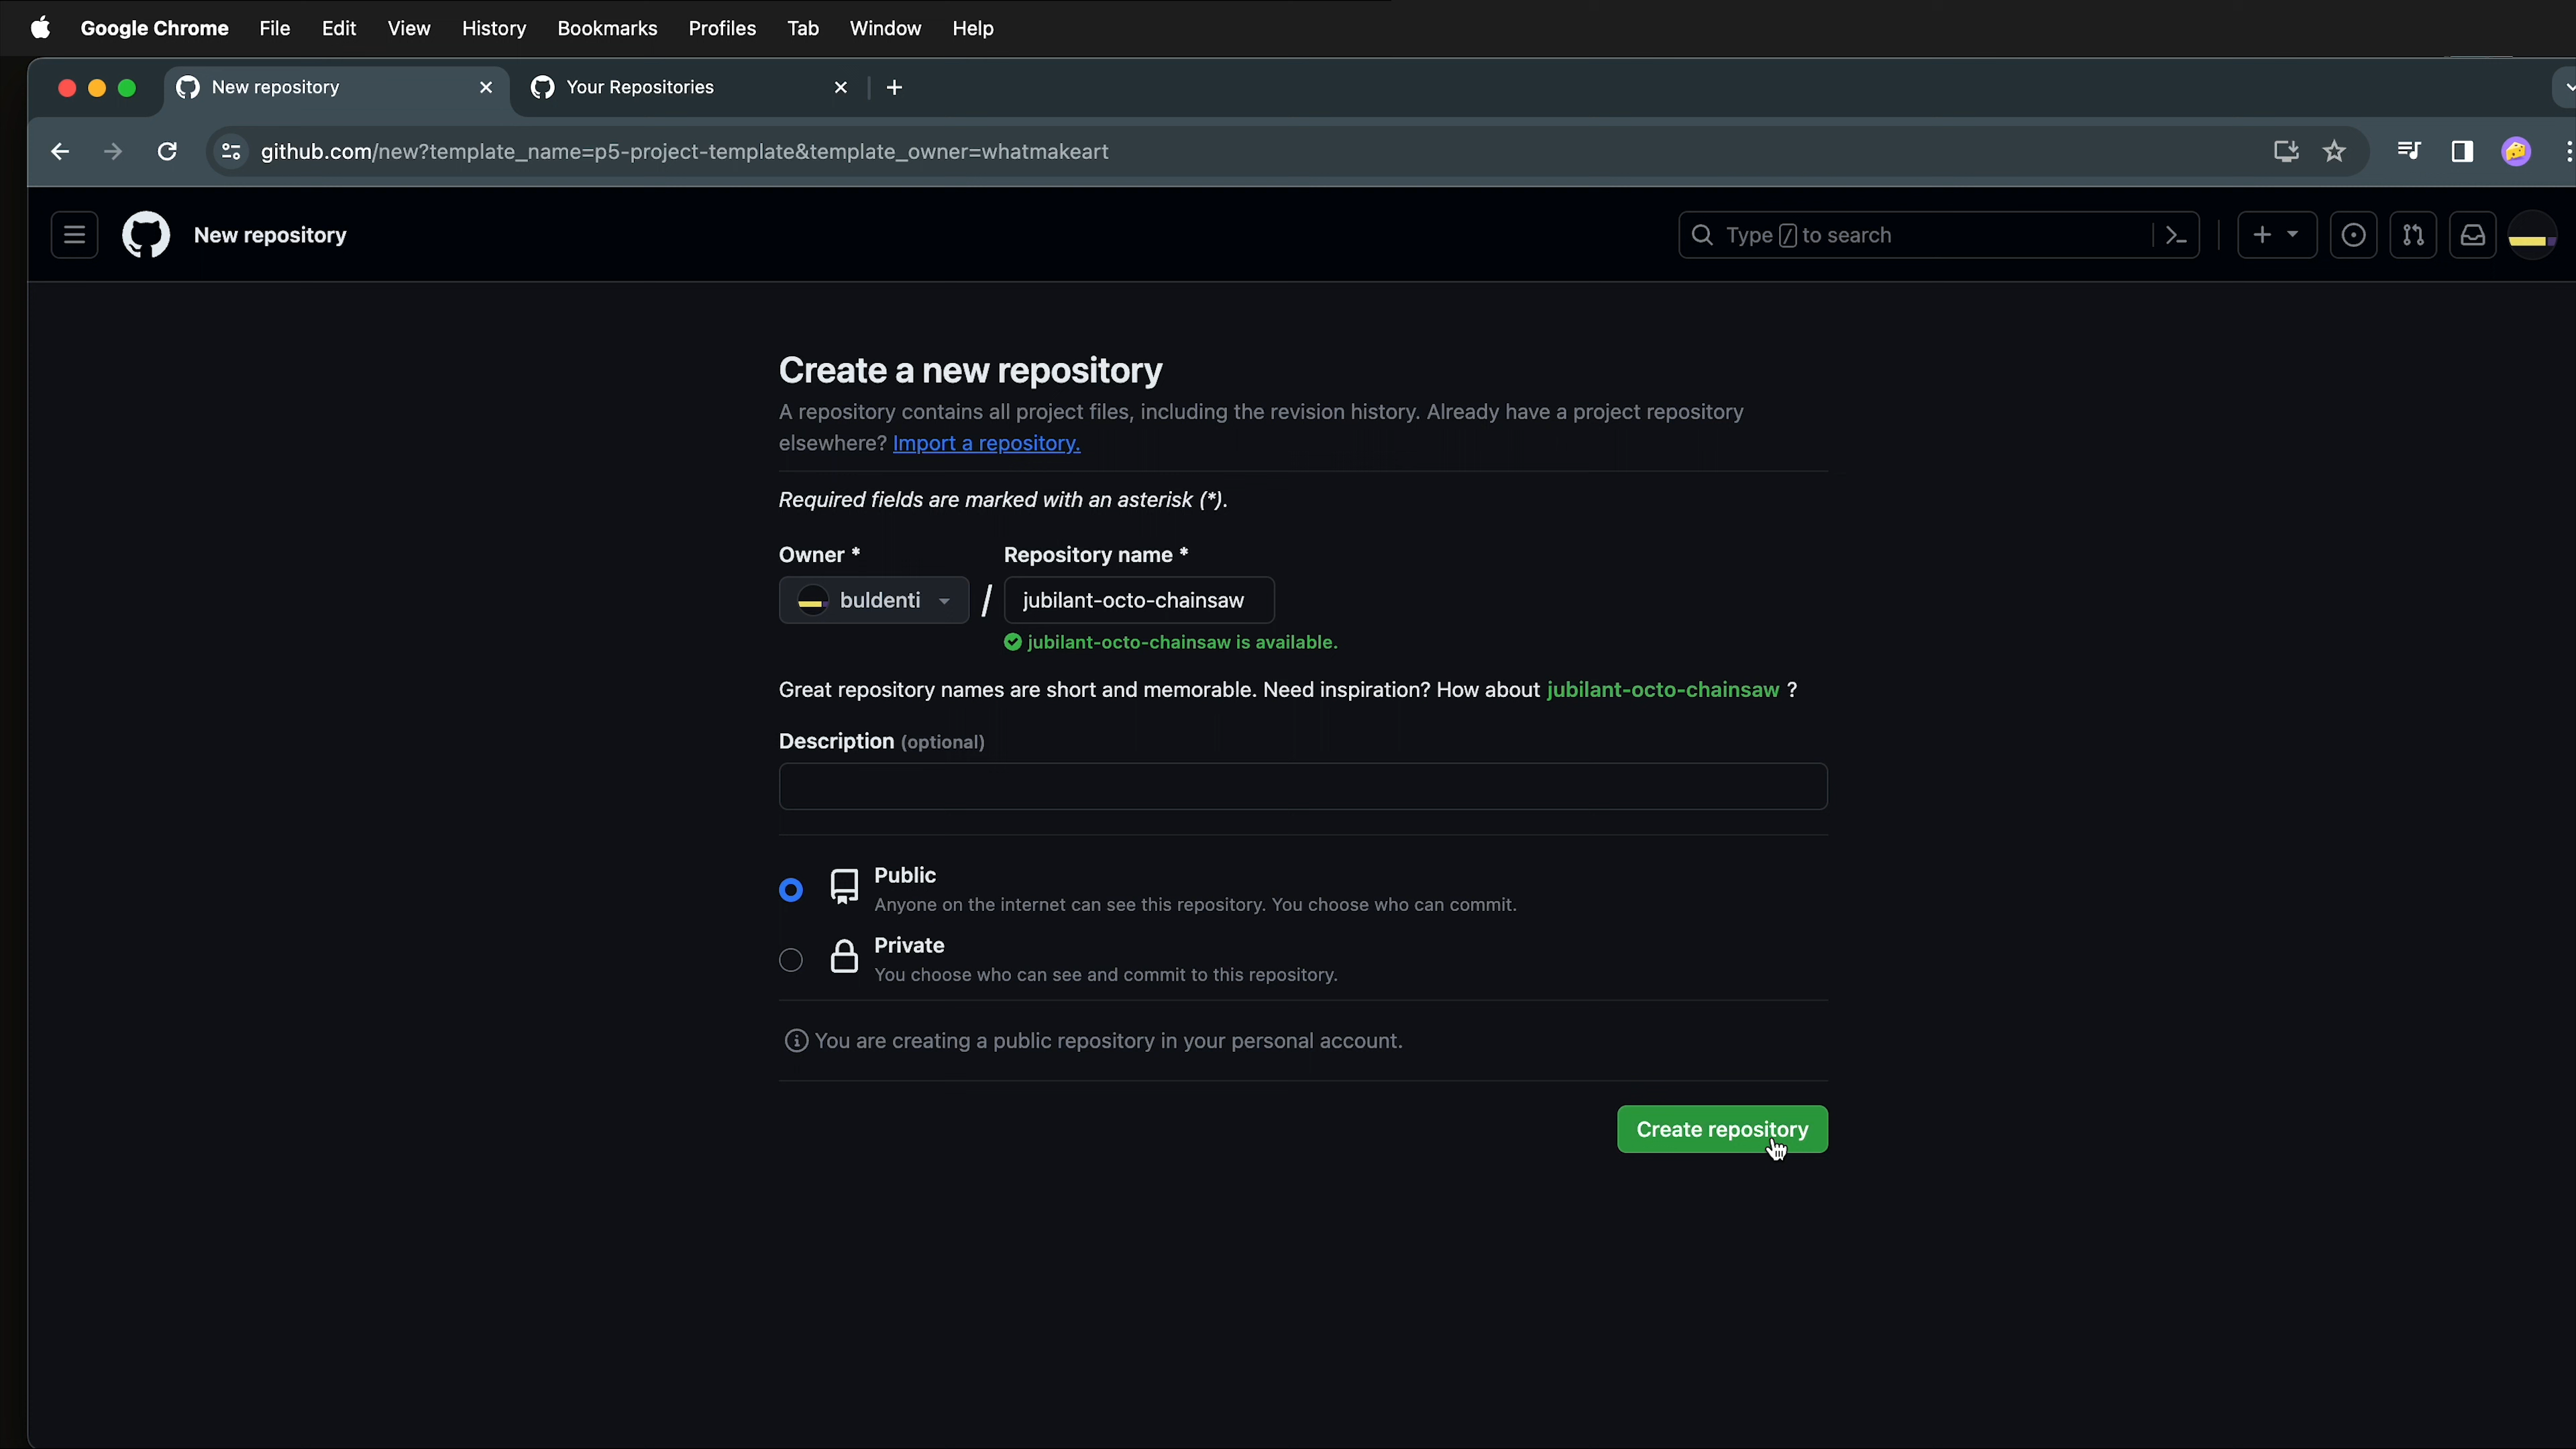 Google Chrome File Edit View History Bookmarks Profiles Tab Window Help
New repository
Your Repositories
github.com/new?template_name=p5-project-template&template_owner=whatmakeart
New repository
Type / to search
Create a new repository
A repository contains all project files, including the revision history. Already have a project repository
elsewhere? Import a repository.
Required fields are marked with an asterisk (*).
Owner * Repository name *
buldenti / jubilant-octo-chainsaw
jubilant-octo-chainsaw is available.
Great repository names are short and memorable. Need inspiration? How about jubilant-octo-chainsaw ?
Description (optional)
Public
Anyone on the internet can see this repository. You choose who can commit.
Private
You choose who can see and commit to this repository.
You are creating a public repository in your personal account.
Create repository